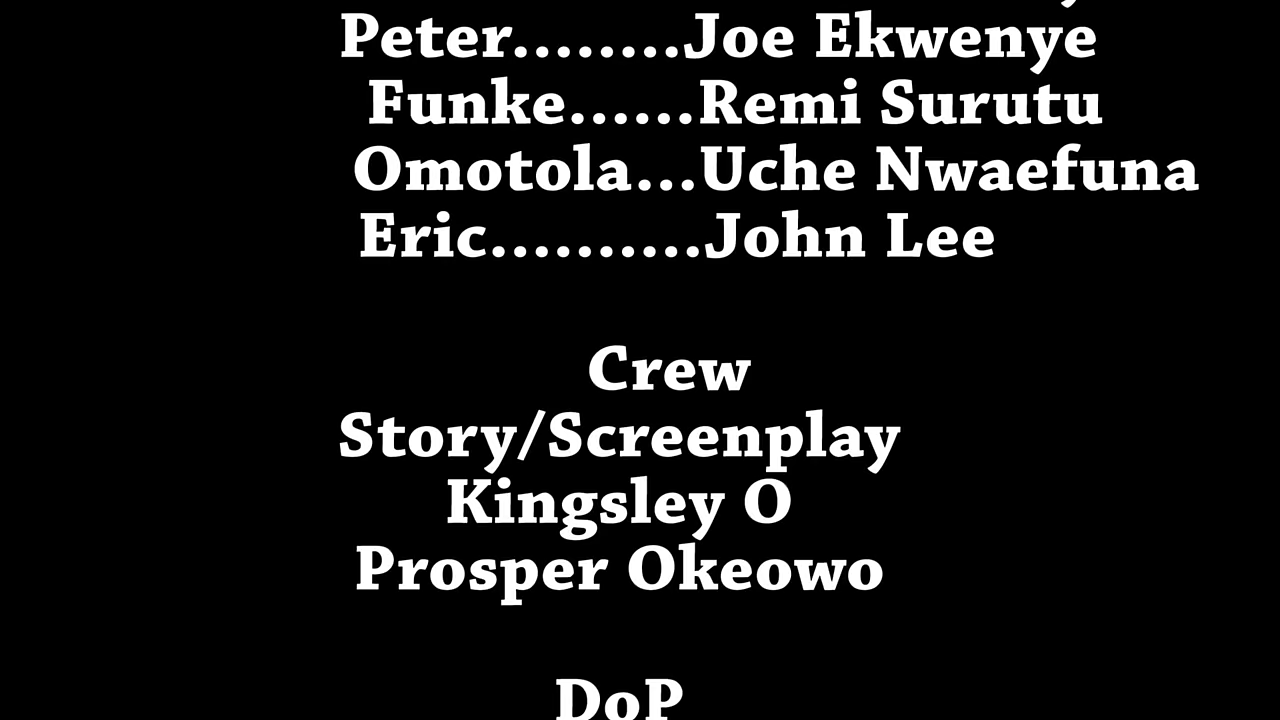 Peter........Joe Ekwenye
Funke......Remi Surutu
Omotola...Uche Nwaefuna
Eric..........John Lee
Crew
Story/Screenplay
Kingsley O
Prosper Okeowo
DoP